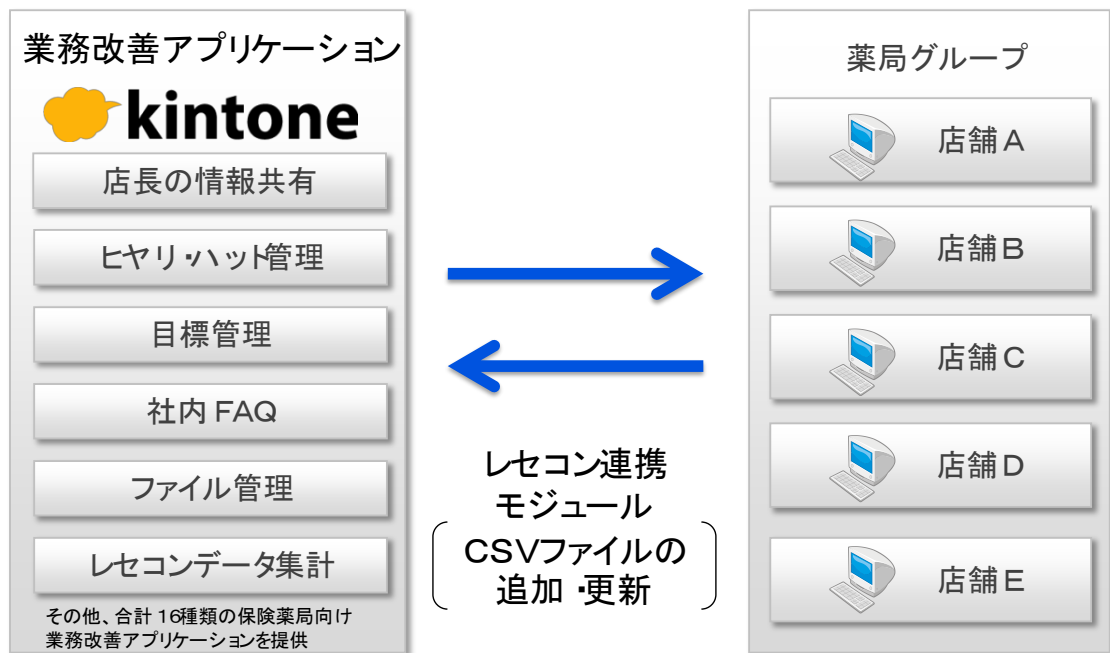 業務改善アプリケーション
kintone
店長の情報共有
ヒヤリ・ハット管理
目標管理
社内 FAQ
ファイル管理
レセコンデータ集計
その他、合計 16種類の保険薬局向け
業務改善アプリケーションを提供
レセコン連携
モジュール
CSVファイルの
追加・更新
薬局グループ
店舗A
店舗B
店舗C
店舗D
店舗E